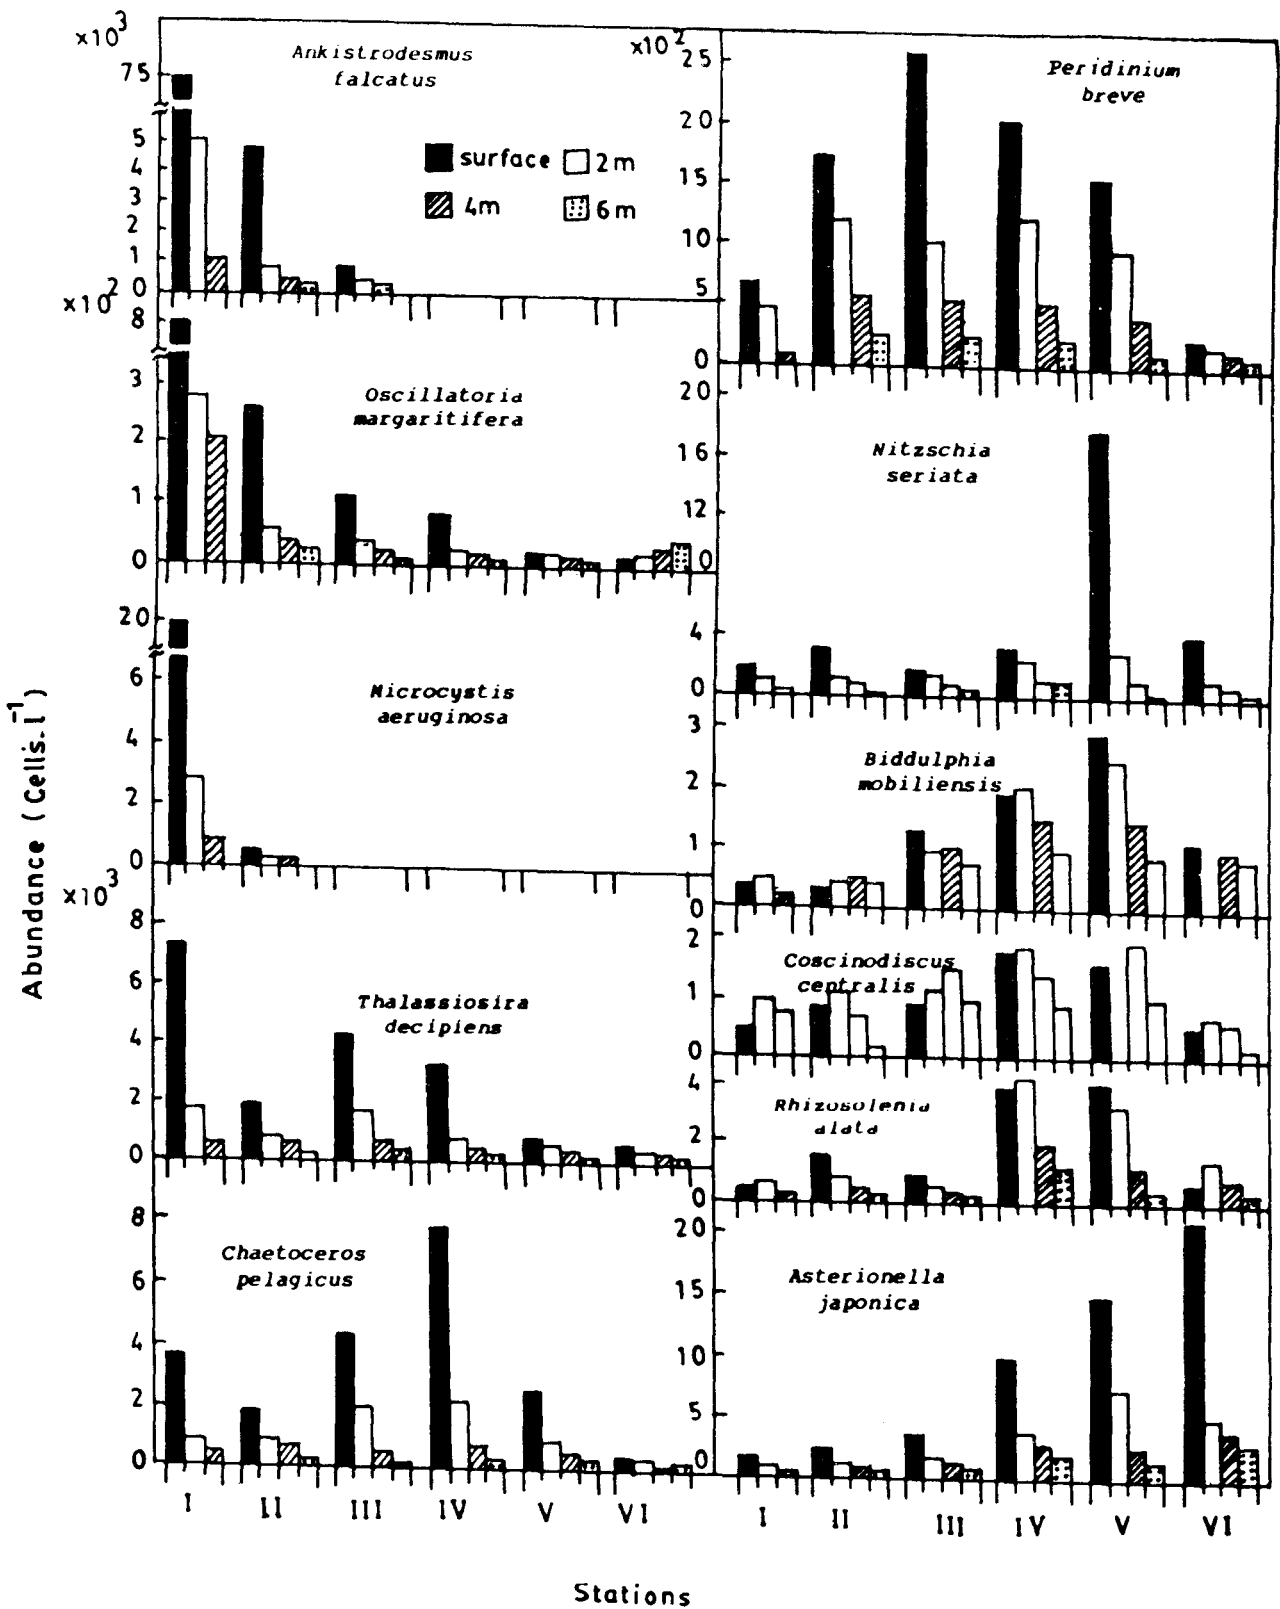 x10³
75
5
4
3
2
1
0
Ankistrodesmus
falcatus
surface 2m
4m 6m
x10²
8
3
2
1
0
Oscillatoria
margaritifera
20
6
4
2
0
Microcystis
aeruginosa
x10³
8
6
4
2
0
Thalassiosira
decipiens
8
6
4
2
0
Chaetoceros
pelagicus
I II III IV V VI
x10²
25
20
15
10
5
0
Peridinium
breve
20
16
12
0
4
0
Nitzschia
seriata
3
2
1
0
Biddulphia
mobiliensis
2
1
0
Coscinodiscus
centralis
4
2
0
Rhizosolenia
alata
20
15
10
5
0
Asterionella
japonica
I II III IV V VI
Abundance (Cells.l⁻¹)
Stations